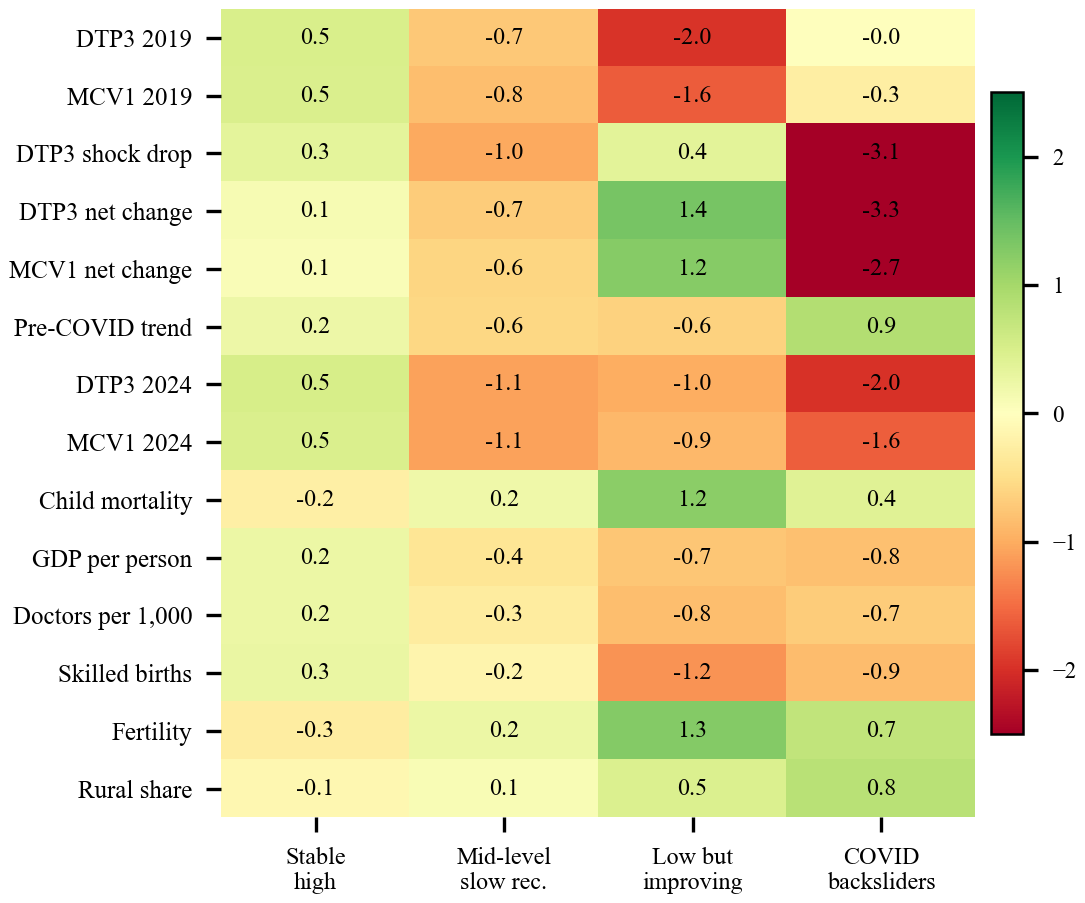 DTP3 2019 0.5 -0.7 -2.0 -0.0
MCV1 2019 0.5 -0.8 -1.6 -0.3
DTP3 shock drop 0.3 -1.0 0.4 -3.1
DTP3 net change 0.1 -0.7 1.4 -3.3
MCV1 net change 0.1 -0.6 1.2 -2.7
Pre-COVID trend 0.2 -0.6 -0.6 0.9
DTP3 2024 0.5 -1.1 -1.0 -2.0
MCV1 2024 0.5 -1.1 -0.9 -1.6
Child mortality -0.2 0.2 1.2 0.4
GDP per person 0.2 -0.4 -0.7 -0.8
Doctors per 1,000 0.2 -0.3 -0.8 -0.7
Skilled births 0.3 -0.2 -1.2 -0.9
Fertility -0.3 0.2 1.3 0.7
Rural share -0.1 0.1 0.5 0.8
Stable Mid-level Low but COVID
high slow rec. improving backsliders
2
1
0
−1
−2